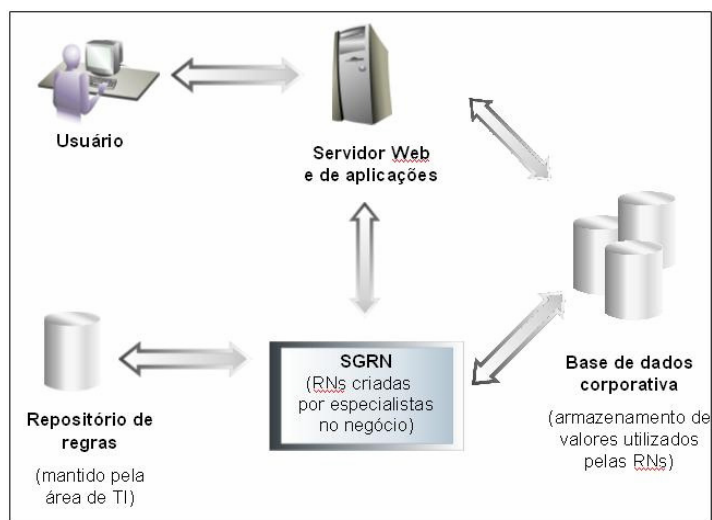 Usuário
Servidor Web
e de aplicações
SGRN
(RNs criadas
por especialistas
no negócio)
Base de dados
corporativa
(armazenamento de
valores utilizados
pelas RNs)
Repositório de
regras
(mantido pela
área de TI)